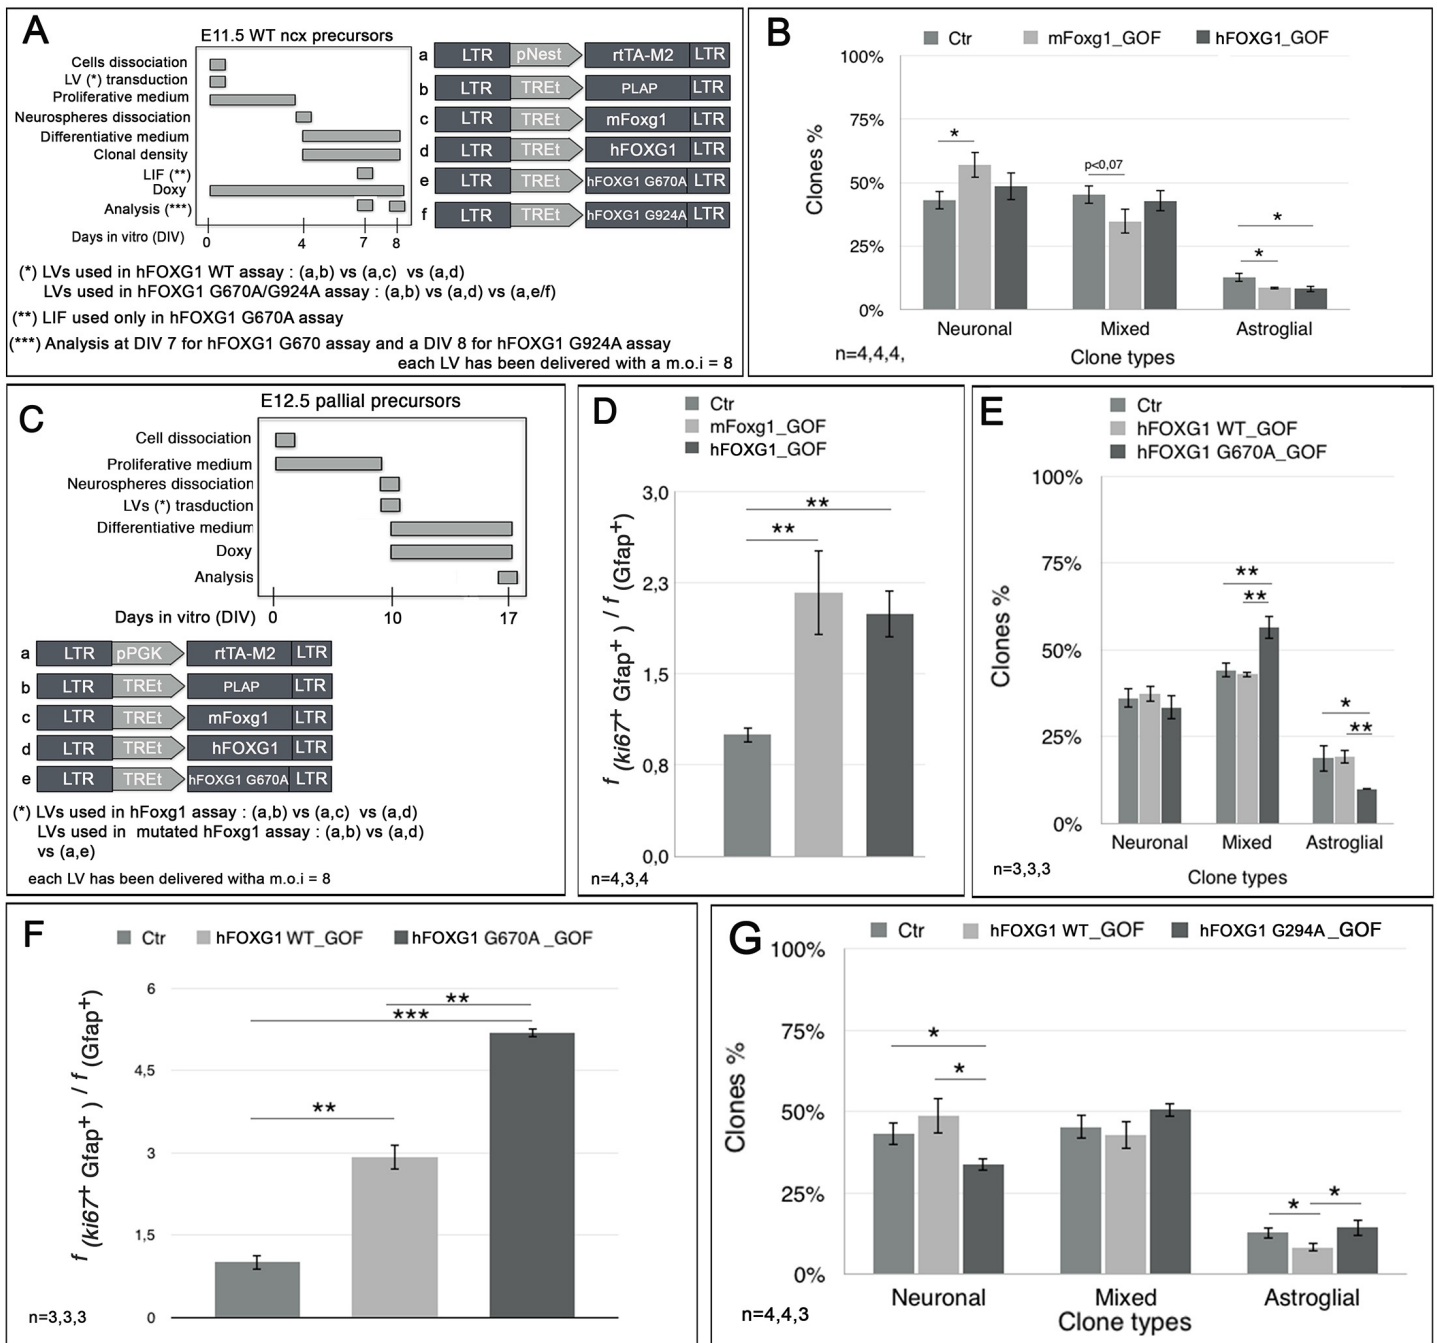 A
E11.5 WT ncx precursors
Cells dissociation
LV (*) transduction
Proliferative medium
Neurospheres dissociation
Differentiative medium
Clonal density
LIF (**)
Doxy
Analysis (***)
Days in vitro (DIV)
0 4 7 8
a LTR pNest rtTA-M2 LTR
b LTR TREt PLAP LTR
c LTR TREt mFoxg1 LTR
d LTR TREt hFOXG1 LTR
e LTR TREt hFOXG1 G670A LTR
f LTR TREt hFOXG1 G924A LTR
(*) LVs used in hFOXG1 WT assay : (a,b) vs (a,c) vs (a,d)
LVs used in hFOXG1 G670A/G924A assay : (a,b) vs (a,d) vs (a,e/f)
(**) LIF used only in hFOXG1 G670A assay
(***) Analysis at DIV 7 for hFOXG1 G670 assay and a DIV 8 for hFOXG1 G924A assay
each LV has been delivered with a m.o.i = 8
B
Ctr mFoxg1_GOF hFOXG1_GOF
Clones %
100%
75%
50%
25%
0%
*
p<0,07
*
*
Neuronal Mixed Astroglial
n=4,4,4,
Clone types
C
E12.5 pallial precursors
Cell dissociation
Proliferative medium
Neurospheres dissociation
LVs (*) trasduction
Differentiative medium
Doxy
Analysis
Days in vitro (DIV) 0 10 17
a LTR pPGK rtTA-M2 LTR
b LTR TREt PLAP LTR
c LTR TREt mFoxg1 LTR
d LTR TREt hFOXG1 LTR
e LTR TREt hFOXG1 G670A LTR
(*) LVs used in hFoxg1 assay : (a,b) vs (a,c) vs (a,d)
LVs used in mutated hFoxg1 assay : (a,b) vs (a,d)
vs (a,e)
each LV has been delivered witha m.o.i = 8
D
Ctr
mFoxg1_GOF
hFOXG1_GOF
f (ki67+ Gfap+ ) / f (Gfap+)
3,0
2,3
1,5
0,8
0,0
**
**
n=4,3,4
E
Ctr
hFOXG1 WT_GOF
hFOXG1 G670A_GOF
Clones %
100%
75%
50%
25%
0%
**
**
*
**
Neuronal Mixed Astroglial
n=3,3,3
Clone types
F
Ctr hFOXG1 WT_GOF hFOXG1 G670A_GOF
f (ki67+ Gfap+ ) / f (Gfap+)
6
4,5
3
1,5
0
**
***
**
n=3,3,3
G
Ctr hFOXG1 WT_GOF hFOXG1 G294A_GOF
Clones %
100%
75%
50%
25%
0%
*
*
*
*
Neuronal Mixed Astroglial
n=4,4,3
Clone types